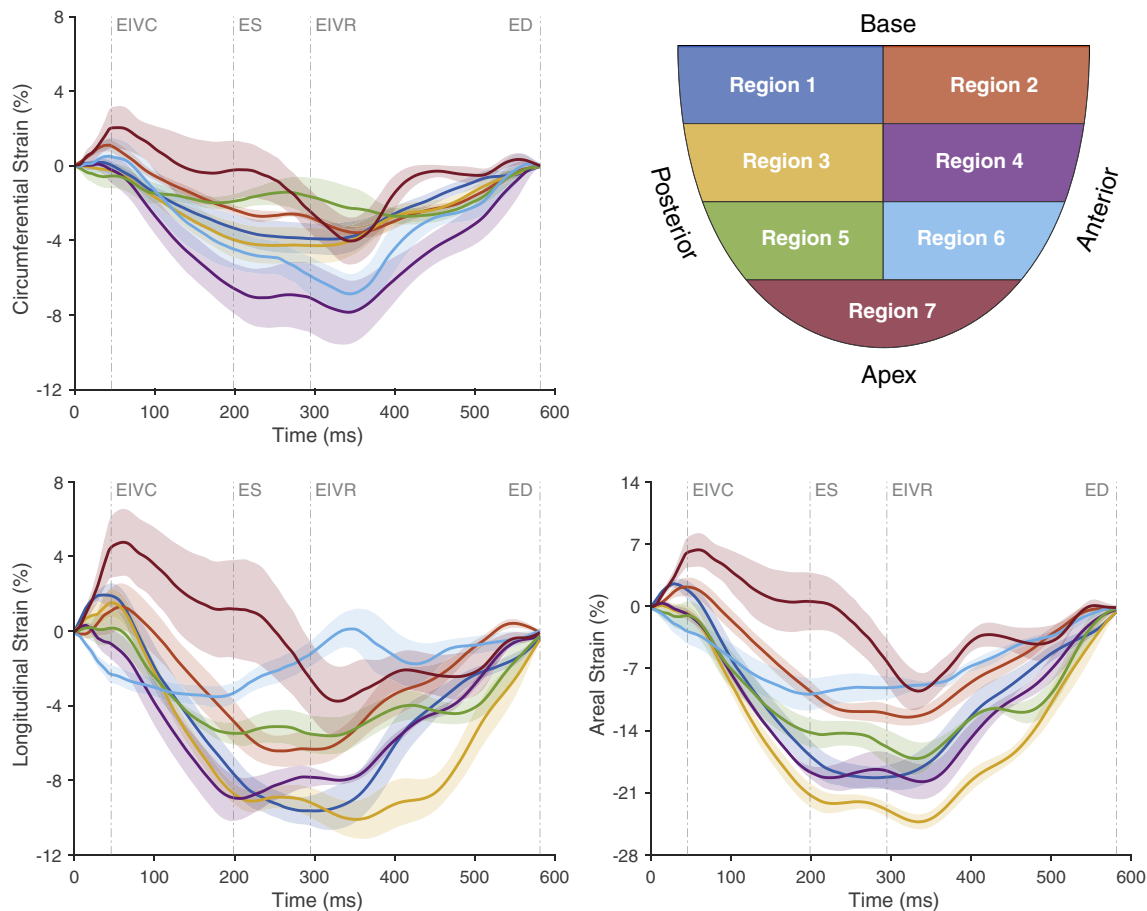 8
4
0
-4
-8
-12
Circumferential Strain (%)
EIVC
ES
EIVR
ED
0
100
200
300
400
500
600
Time (ms)
Base
Region 1
Region 2
Region 3
Region 4
Region 5
Region 6
Region 7
Posterior
Anterior
Apex
8
4
0
-4
-8
-12
Longitudinal Strain (%)
EIVC
ES
EIVR
ED
0
100
200
300
400
500
600
Time (ms)
14
7
0
-7
-14
-21
-28
Areal Strain (%)
EIVC
ES
EIVR
ED
0
100
200
300
400
500
600
Time (ms)